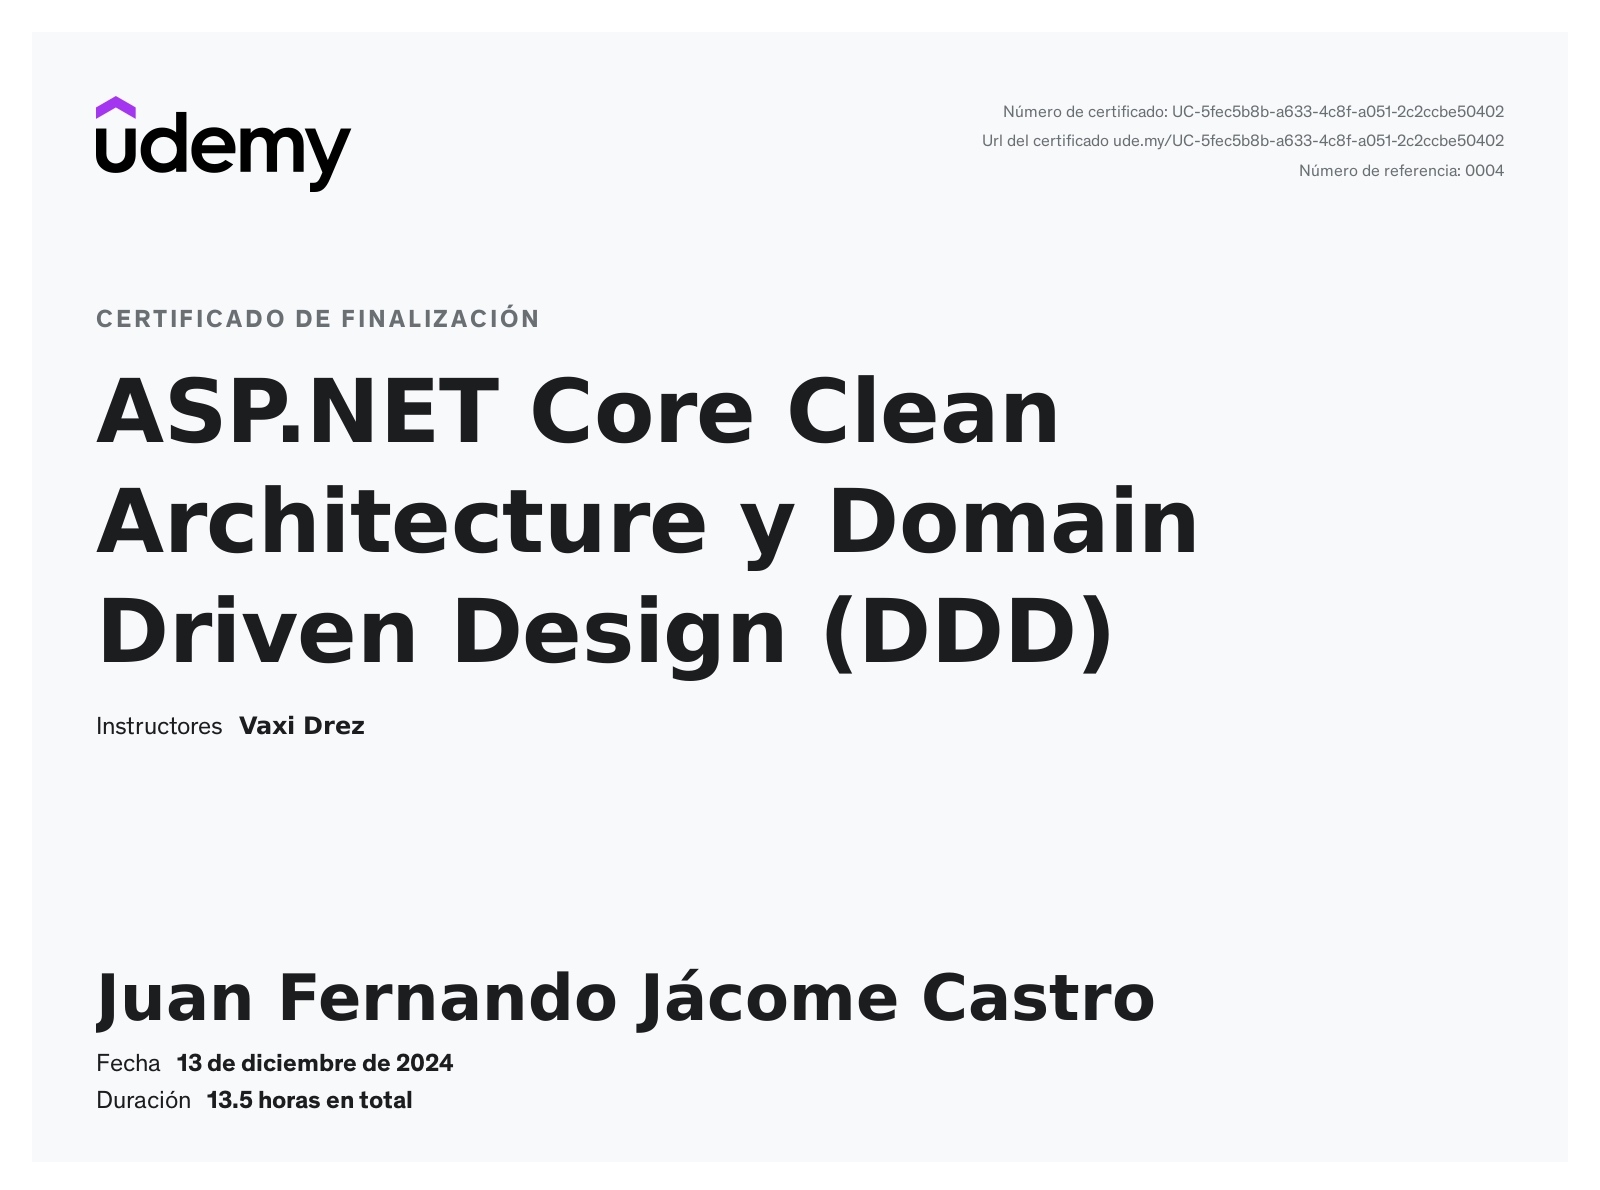 udemy
Número de certificado: UC-5fec5b8b-a633-4c8f-a051-2c2ccbe50402
Url del certificado ude.my/UC-5fec5b8b-a633-4c8f-a051-2c2ccbe50402
Número de referencia: 0004
CERTIFICADO DE FINALIZACIÓN
ASP.NET Core Clean
Architecture y Domain
Driven Design (DDD)
Instructores Vaxi Drez
Juan Fernando Jácome Castro
Fecha 13 de diciembre de 2024
Duración 13.5 horas en total